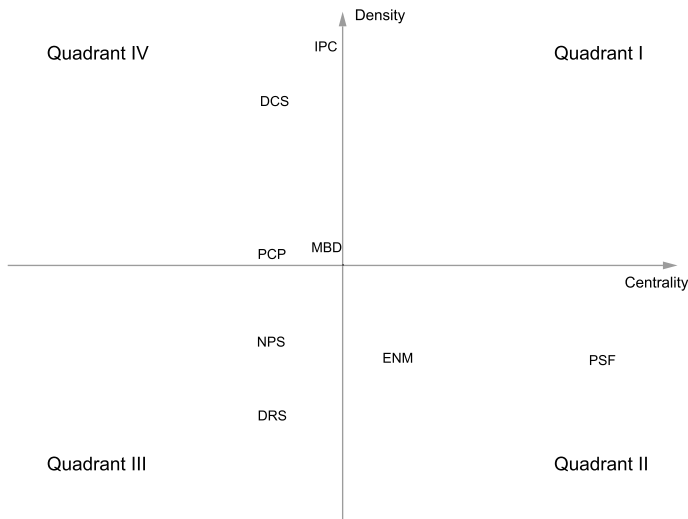 Density
IPC
Quadrant IV
Quadrant I
DCS
MBD
PCP
Centrality
NPS
ENM
PSF
DRS
Quadrant III
Quadrant II